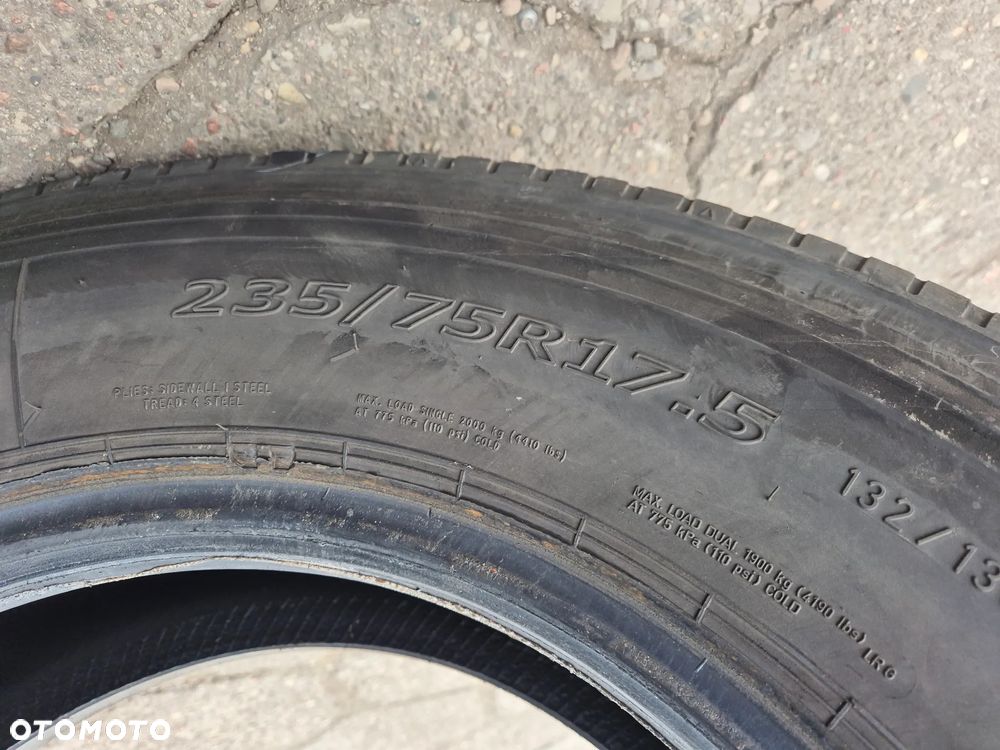 235/75R17.5
PLIES: SIDEWALL 1 STEEL
TREAD: 4 STEEL
MAX. LOAD SINGLE 2000 kg (4410 lbs)
AT 775 kPa (110 psi) COLD
MAX. LOAD DUAL 1900 kg (4190 lbs) LRG
AT 775 kPa (110 psi) COLD
132/13
OTOMOTO